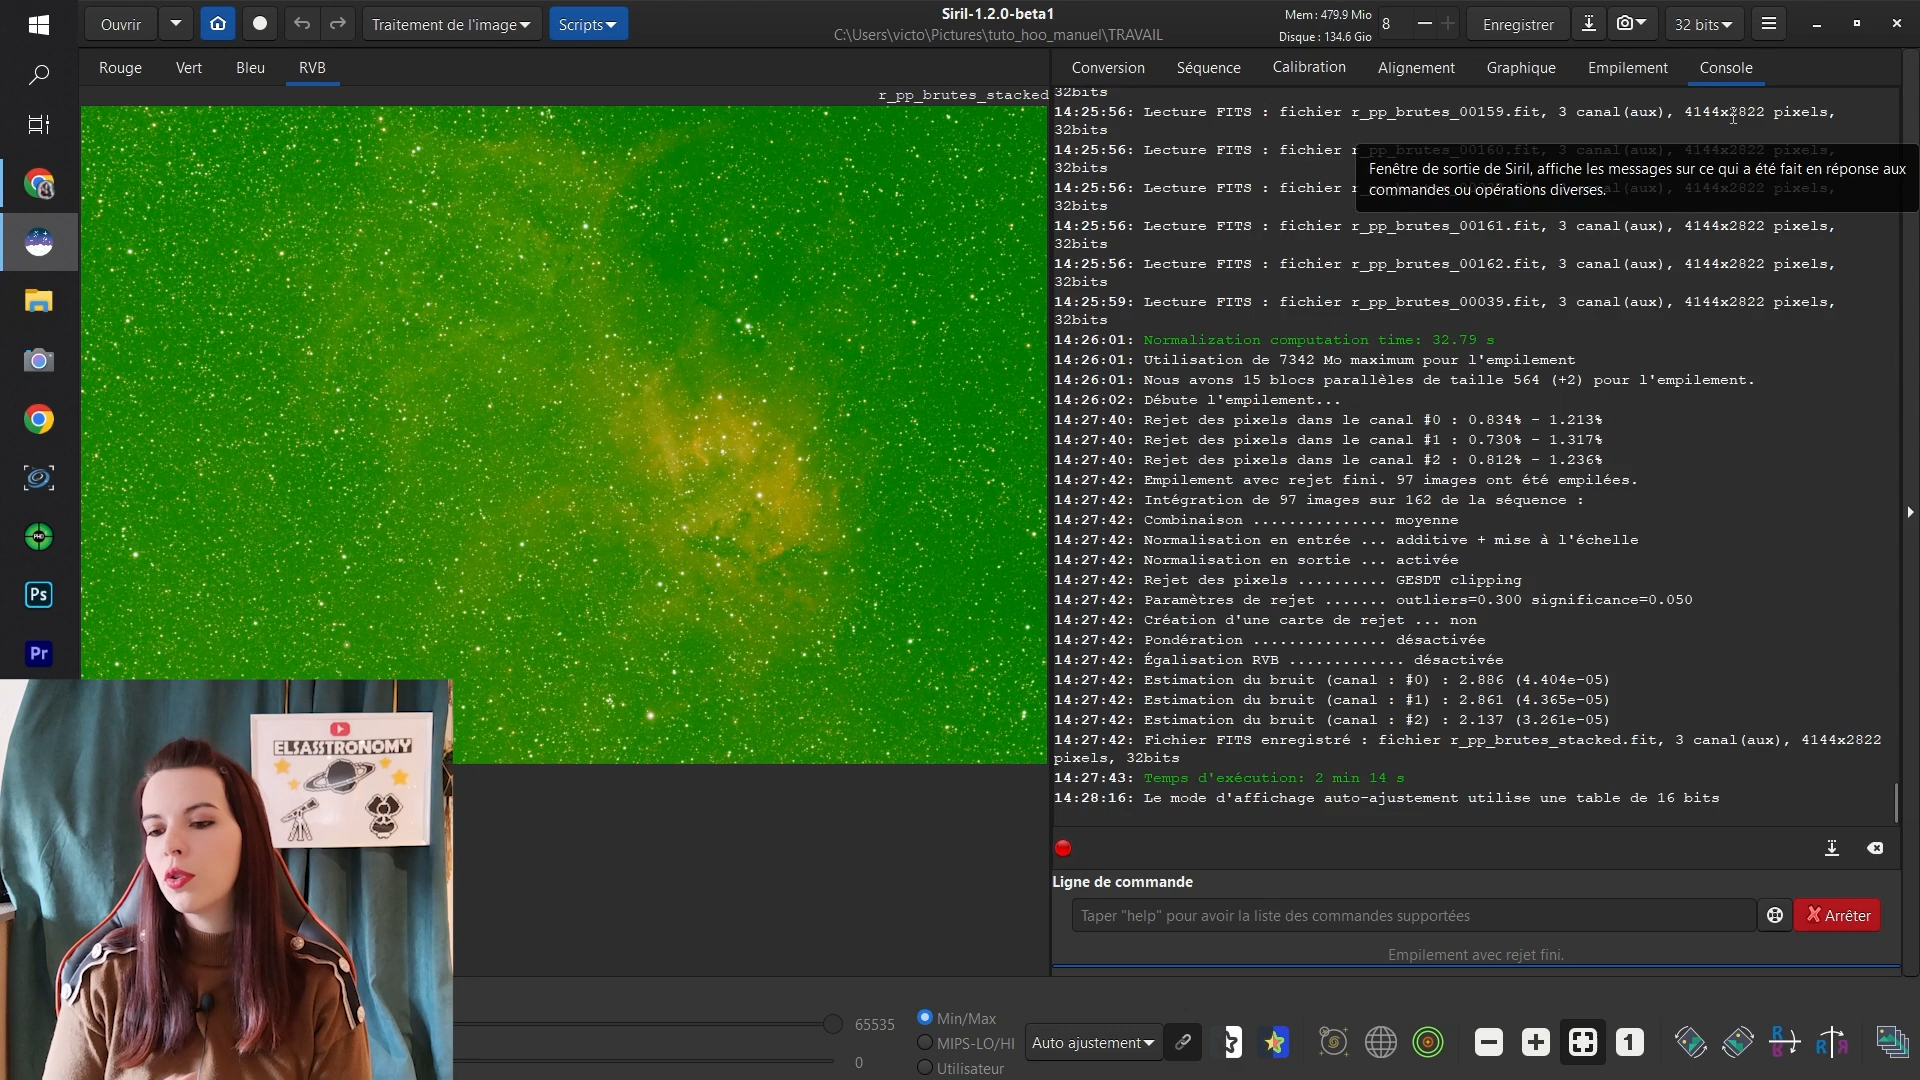 Siril-1.2.0-beta1
C:\Users\victo\Pictures\tuto_hoo_manuel\TRAVAIL
Ouvrir
Traitement de l'image
Scripts
Mem : 479.9 Mio
Disque : 134.6 Gio
8
Enregistrer
32 bits
Rouge
Vert
Bleu
RVB
r_pp_brutes_stacked
Conversion
Séquence
Calibration
Alignement
Graphique
Empilement
Console
32bits
14:25:56: Lecture FITS : fichier r_pp_brutes_00159.fit, 3 canal(aux), 4144x2822 pixels,
32bits
14:25:56: Lecture FITS : fichier r_pp_brutes_00160.fit, 3 canal(aux), 4144x2822 pixels,
32bits
Fenêtre de sortie de Siril, affiche les messages sur ce qui a été fait en réponse aux
commandes ou opérations diverses.
14:25:56: Lecture FITS : fichier
32bits
14:25:56: Lecture FITS : fichier r_pp_brutes_00161.fit, 3 canal(aux), 4144x2822 pixels,
32bits
14:25:56: Lecture FITS : fichier r_pp_brutes_00162.fit, 3 canal(aux), 4144x2822 pixels,
32bits
14:25:59: Lecture FITS : fichier r_pp_brutes_00039.fit, 3 canal(aux), 4144x2822 pixels,
32bits
14:26:01: Normalization computation time: 32.79 s
14:26:01: Utilisation de 7342 Mo maximum pour l'empilement
14:26:01: Nous avons 15 blocs parallèles de taille 564 (+2) pour l'empilement.
14:26:02: Débute l'empilement...
14:27:40: Rejet des pixels dans le canal #0 : 0.834% - 1.213%
14:27:40: Rejet des pixels dans le canal #1 : 0.730% - 1.317%
14:27:40: Rejet des pixels dans le canal #2 : 0.812% - 1.236%
14:27:42: Empilement avec rejet fini. 97 images ont été empilées.
14:27:42: Intégration de 97 images sur 162 de la séquence :
14:27:42: Combinaison ............... moyenne
14:27:42: Normalisation en entrée ... additive + mise à l'échelle
14:27:42: Normalisation en sortie ... activée
14:27:42: Rejet des pixels .......... GESDT clipping
14:27:42: Paramètres de rejet ....... outliers=0.300 significance=0.050
14:27:42: Création d'une carte de rejet ... non
14:27:42: Pondération ............... désactivée
14:27:42: Égalisation RVB ............. désactivée
14:27:42: Estimation du bruit (canal : #0) : 2.886 (4.404e-05)
14:27:42: Estimation du bruit (canal : #1) : 2.861 (4.365e-05)
14:27:42: Estimation du bruit (canal : #2) : 2.137 (3.261e-05)
14:27:42: Fichier FITS enregistré : fichier r_pp_brutes_stacked.fit, 3 canal(aux), 4144x2822
pixels, 32bits
14:27:43: Temps d'exécution: 2 min 14 s
14:28:16: Le mode d'affichage auto-ajustement utilise une table de 16 bits
Ligne de commande
Taper "help" pour avoir la liste des commandes supportées
Arrêter
Empilement avec rejet fini.
PHD
Ps
Pr
ELSASSTRONOMY
65535
0
Min/Max
MIPS-LO/HI
Utilisateur
Auto ajustement
1
R
R
R R